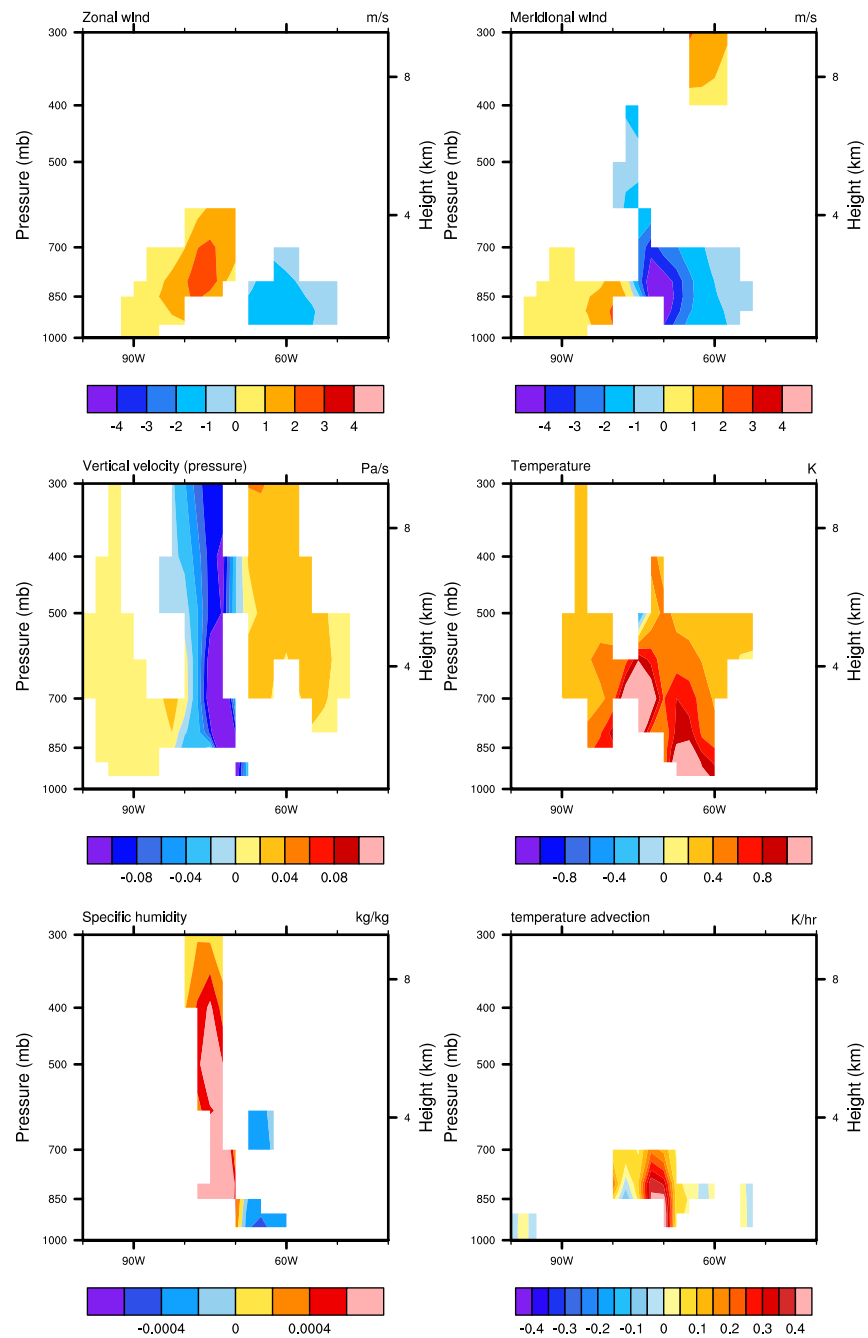 Zonal wind m/s
300
400
500
700
850
1000
Pressure (mb)
8
4
Height (km)
90W 60W
-4 -3 -2 -1 0 1 2 3 4
Meridional wind m/s
300
400
500
700
850
1000
Pressure (mb)
8
4
Height (km)
90W 60W
-4 -3 -2 -1 0 1 2 3 4
Vertical velocity (pressure) Pa/s
300
400
500
700
850
1000
Pressure (mb)
8
4
Height (km)
90W 60W
-0.08 -0.04 0 0.04 0.08
Temperature K
300
400
500
700
850
1000
Pressure (mb)
8
4
Height (km)
90W 60W
-0.8 -0.4 0 0.4 0.8
Specific humidity kg/kg
300
400
500
700
850
1000
Pressure (mb)
8
4
Height (km)
90W 60W
-0.0004 0 0.0004
temperature advection K/hr
300
400
500
700
850
1000
Pressure (mb)
8
4
Height (km)
90W 60W
-0.4 -0.3 -0.2 -0.1 0 0.1 0.2 0.3 0.4